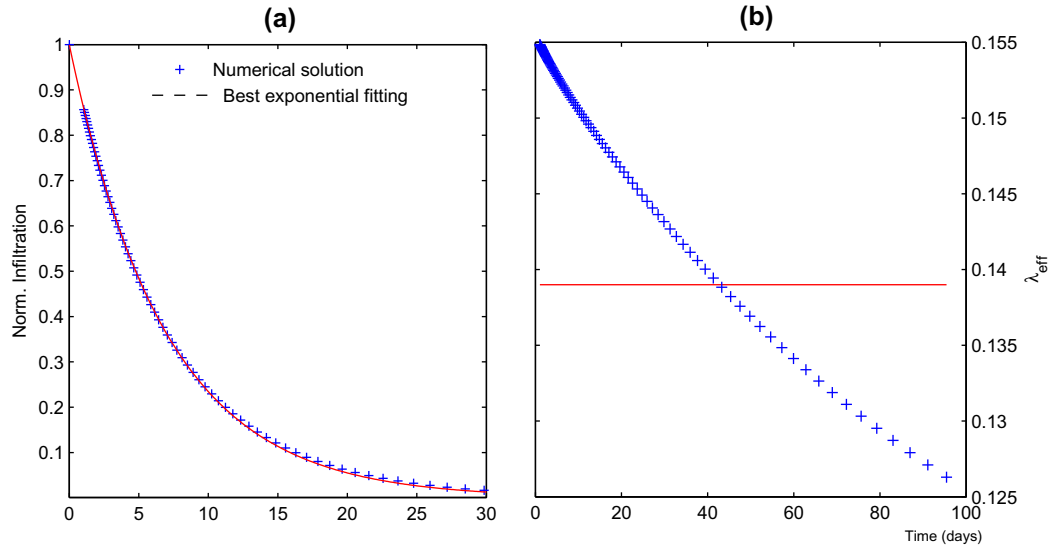 (a)
Norm. Infiltration
1
0.9
0.8
0.7
0.6
0.5
0.4
0.3
0.2
0.1
Numerical solution
Best exponential fitting
0 5 10 15 20 25 30
(b)
0.155
0.15
0.145
0.14
0.135
0.13
0.125
λeff
0 20 40 60 80 100
Time (days)